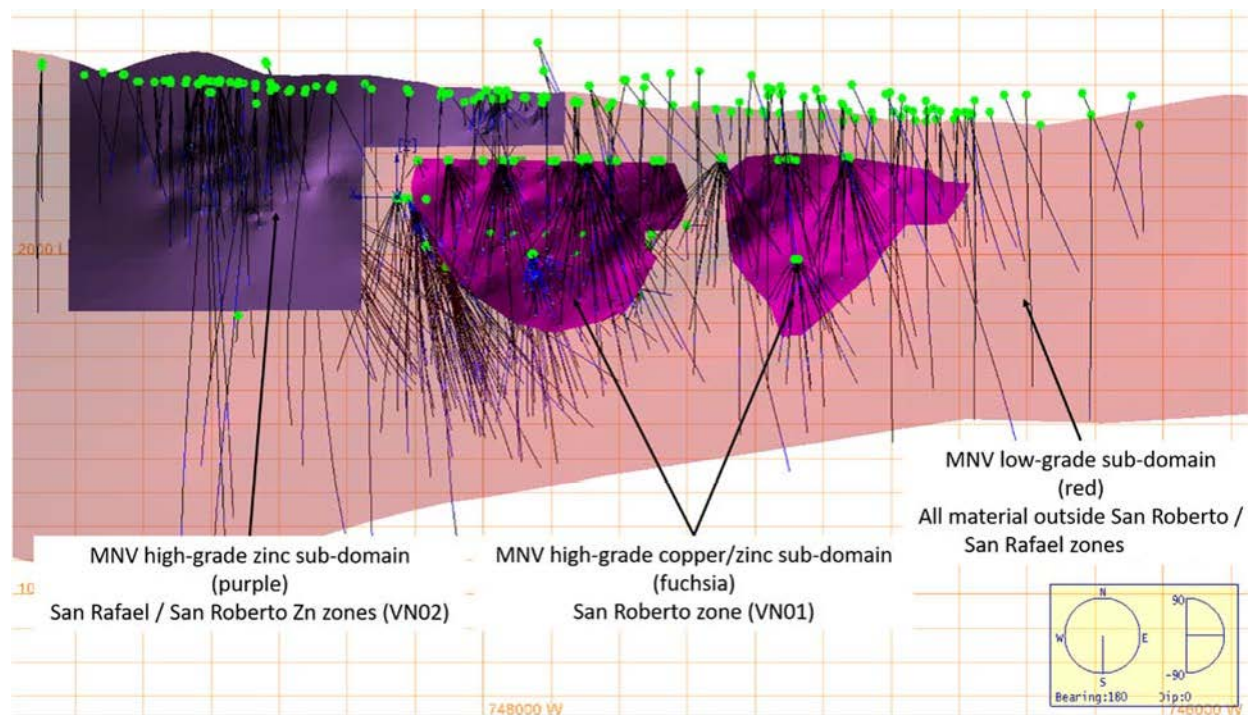 2000
MNV low-grade sub-domain
(red)
All material outside San Roberto /
San Rafael zones
MNV high-grade zinc sub-domain
(purple)
San Rafael / San Roberto Zn zones (VN02)
MNV high-grade copper/zinc sub-domain
(fuchsia)
San Roberto zone (VN01)
N
W
E
S
90
-90
Bearing:180
Dip:0
748000 W
746000 W